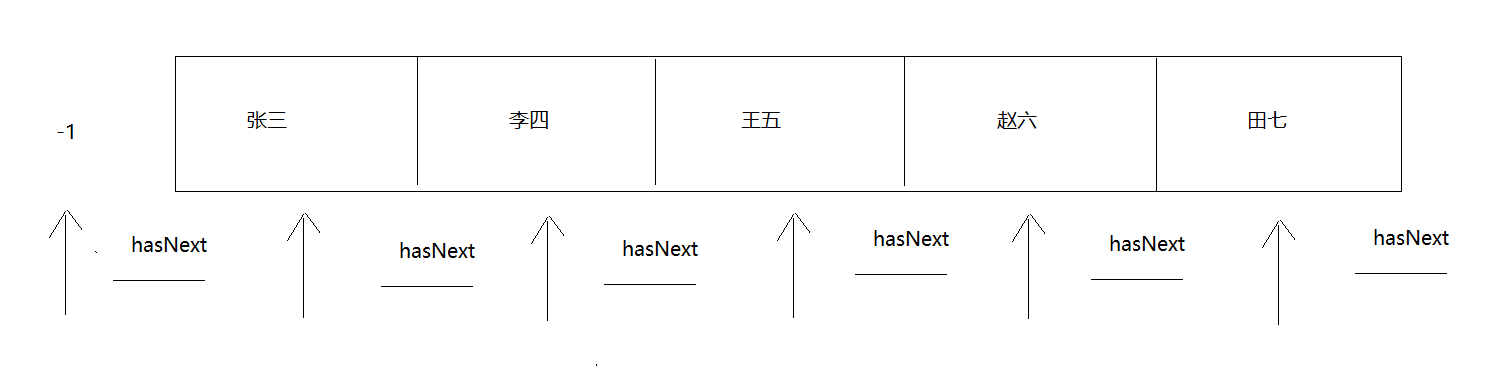 -1
张三
李四
王五
赵六
田七
hasNext
hasNext
hasNext
hasNext
hasNext
hasNext